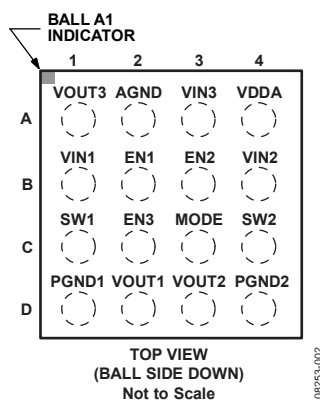 BALL A1
INDICATOR
1 2 3 4
VOUT3 AGND VIN3 VDDA
A
VIN1 EN1 EN2 VIN2
B
SW1 EN3 MODE SW2
C
PGND1 VOUT1 VOUT2 PGND2
D
TOP VIEW
(BALL SIDE DOWN)
Not to Scale
08253-002